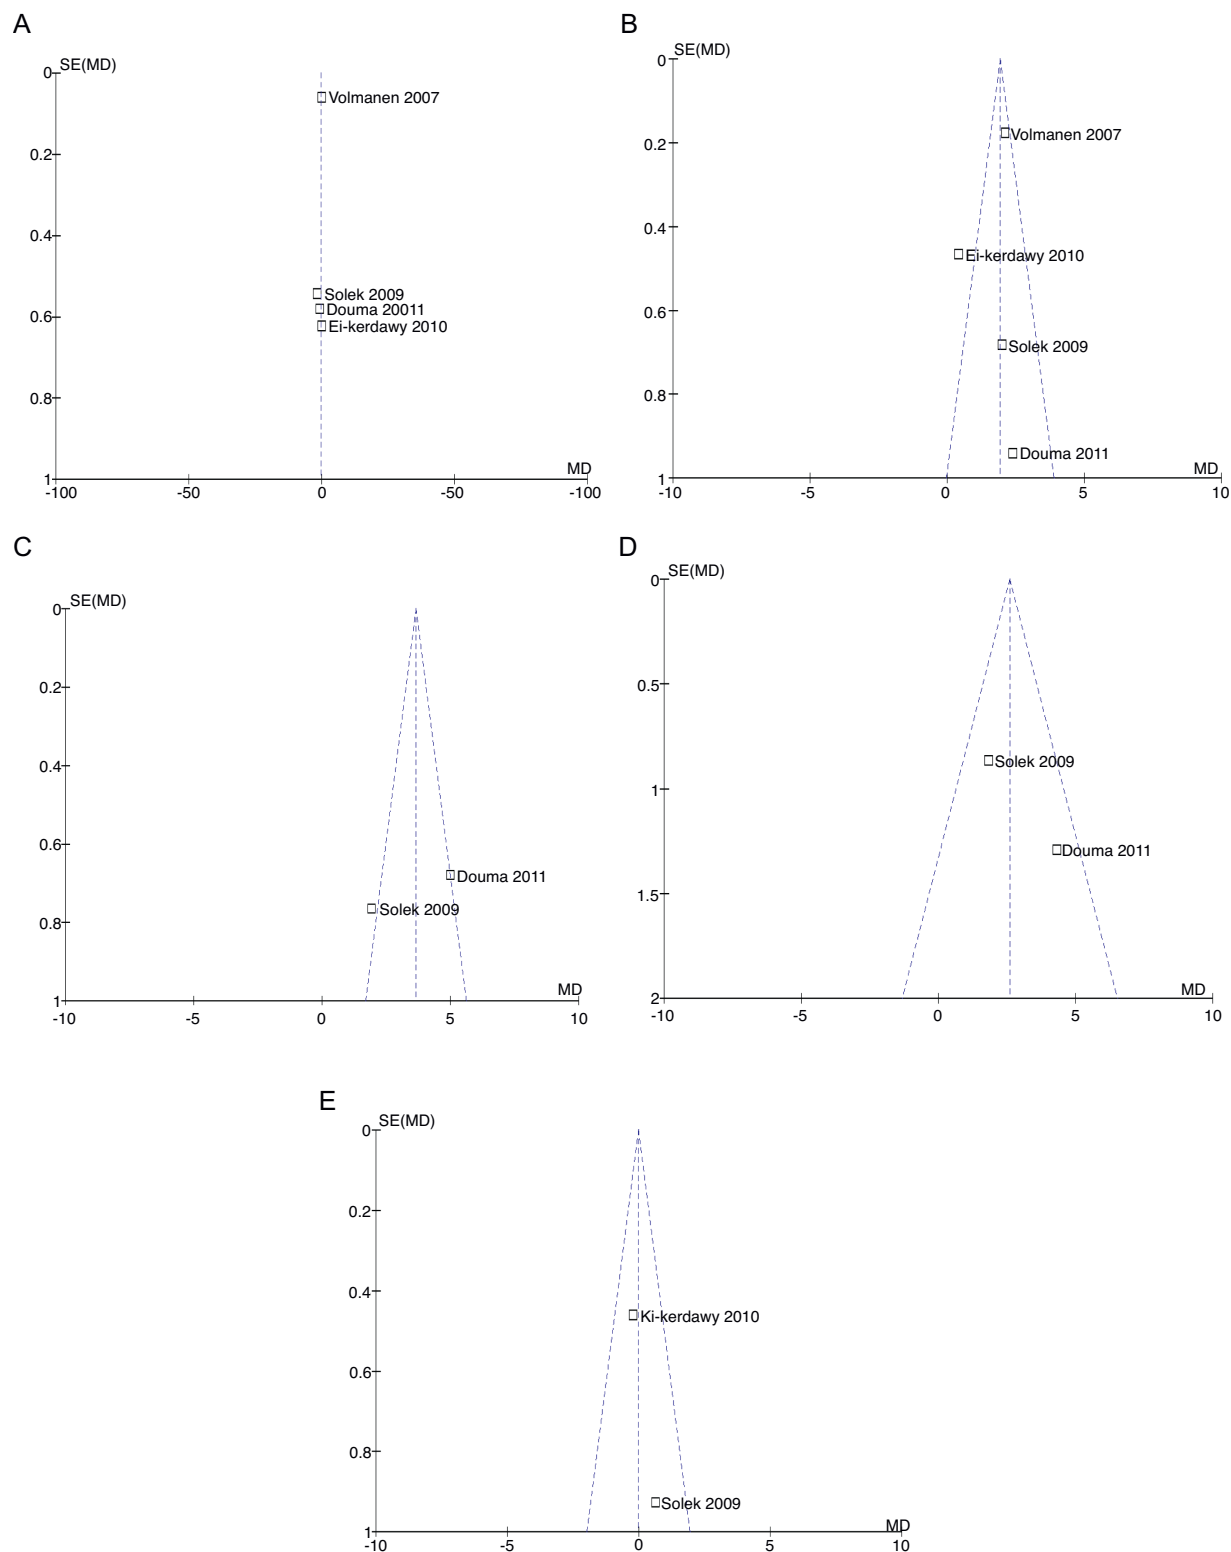 A
SE(MD)
0
0.2
0.4
0.6
0.8
1
Volmanen 2007
Solek 2009
Douma 20011
Ei-kerdawy 2010
MD
-100
-50
0
-50
-100
B
SE(MD)
0
0.2
0.4
0.6
0.8
1
Volmanen 2007
Ei-kerdawy 2010
Solek 2009
Douma 2011
MD
-10
-5
0
5
10
C
SE(MD)
0
0.2
0.4
0.6
0.8
1
Douma 2011
Solek 2009
MD
-10
-5
0
5
10
D
SE(MD)
0
0.5
1
1.5
2
Solek 2009
Douma 2011
MD
-10
-5
0
5
10
E
SE(MD)
0
0.2
0.4
0.6
0.8
1
Ki-kerdawy 2010
Solek 2009
MD
-10
-5
0
5
10